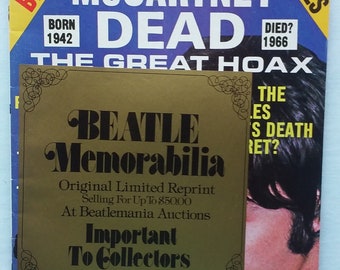 McCARTNEY
BORN
1942
DEAD
DIED?
1966
THE GREAT HOAX
THE
LES
S DEATH
RET?
BEATLE
Memorabilia
Original Limited Reprint
Selling For Up To $5000
At Beatlemania Auctions
Important
To Collectors